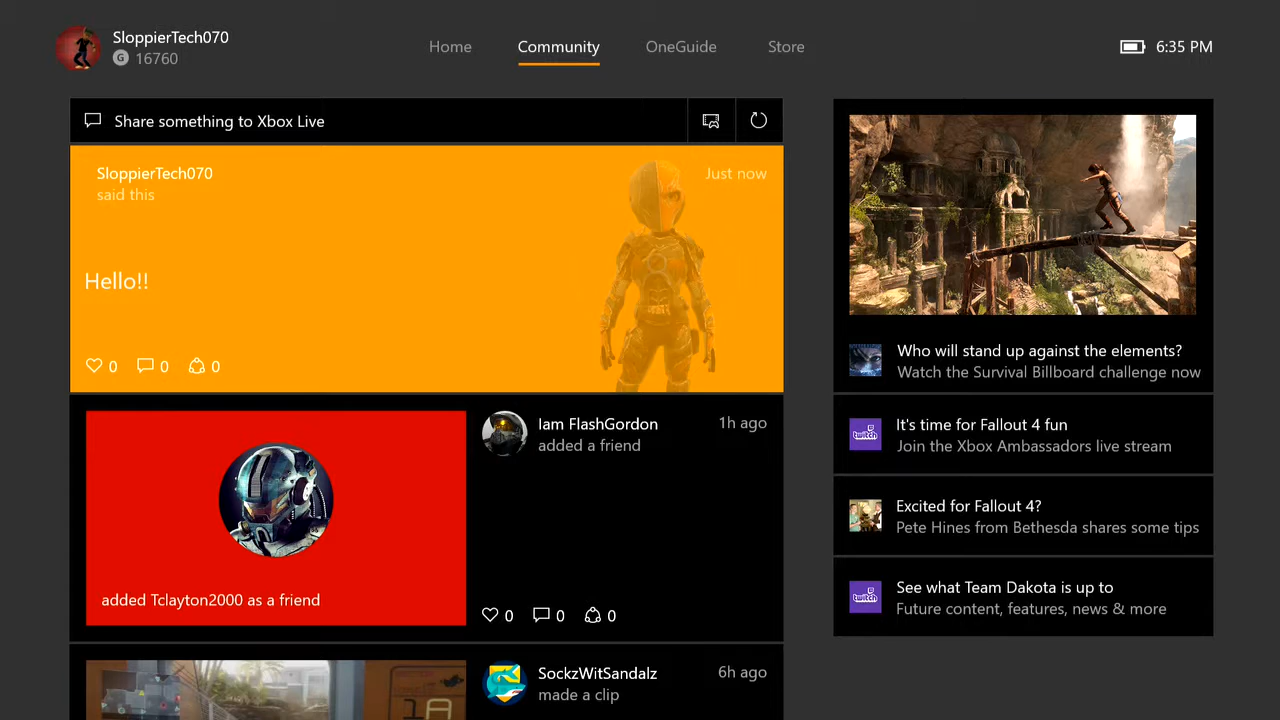 SloppierTech070
G 16760
Home
Community
OneGuide
Store
6:35 PM
Share something to Xbox Live
SloppierTech070
said this
Just now
Hello!!
0
0
0
added Tclayton2000 as a friend
Iam FlashGordon
added a friend
1h ago
0
0
0
1A
SockzWitSandalz
made a clip
6h ago
Who will stand up against the elements?
Watch the Survival Billboard challenge now
twitch
It's time for Fallout 4 fun
Join the Xbox Ambassadors live stream
Excited for Fallout 4?
Pete Hines from Bethesda shares some tips
twitch
See what Team Dakota is up to
Future content, features, news & more